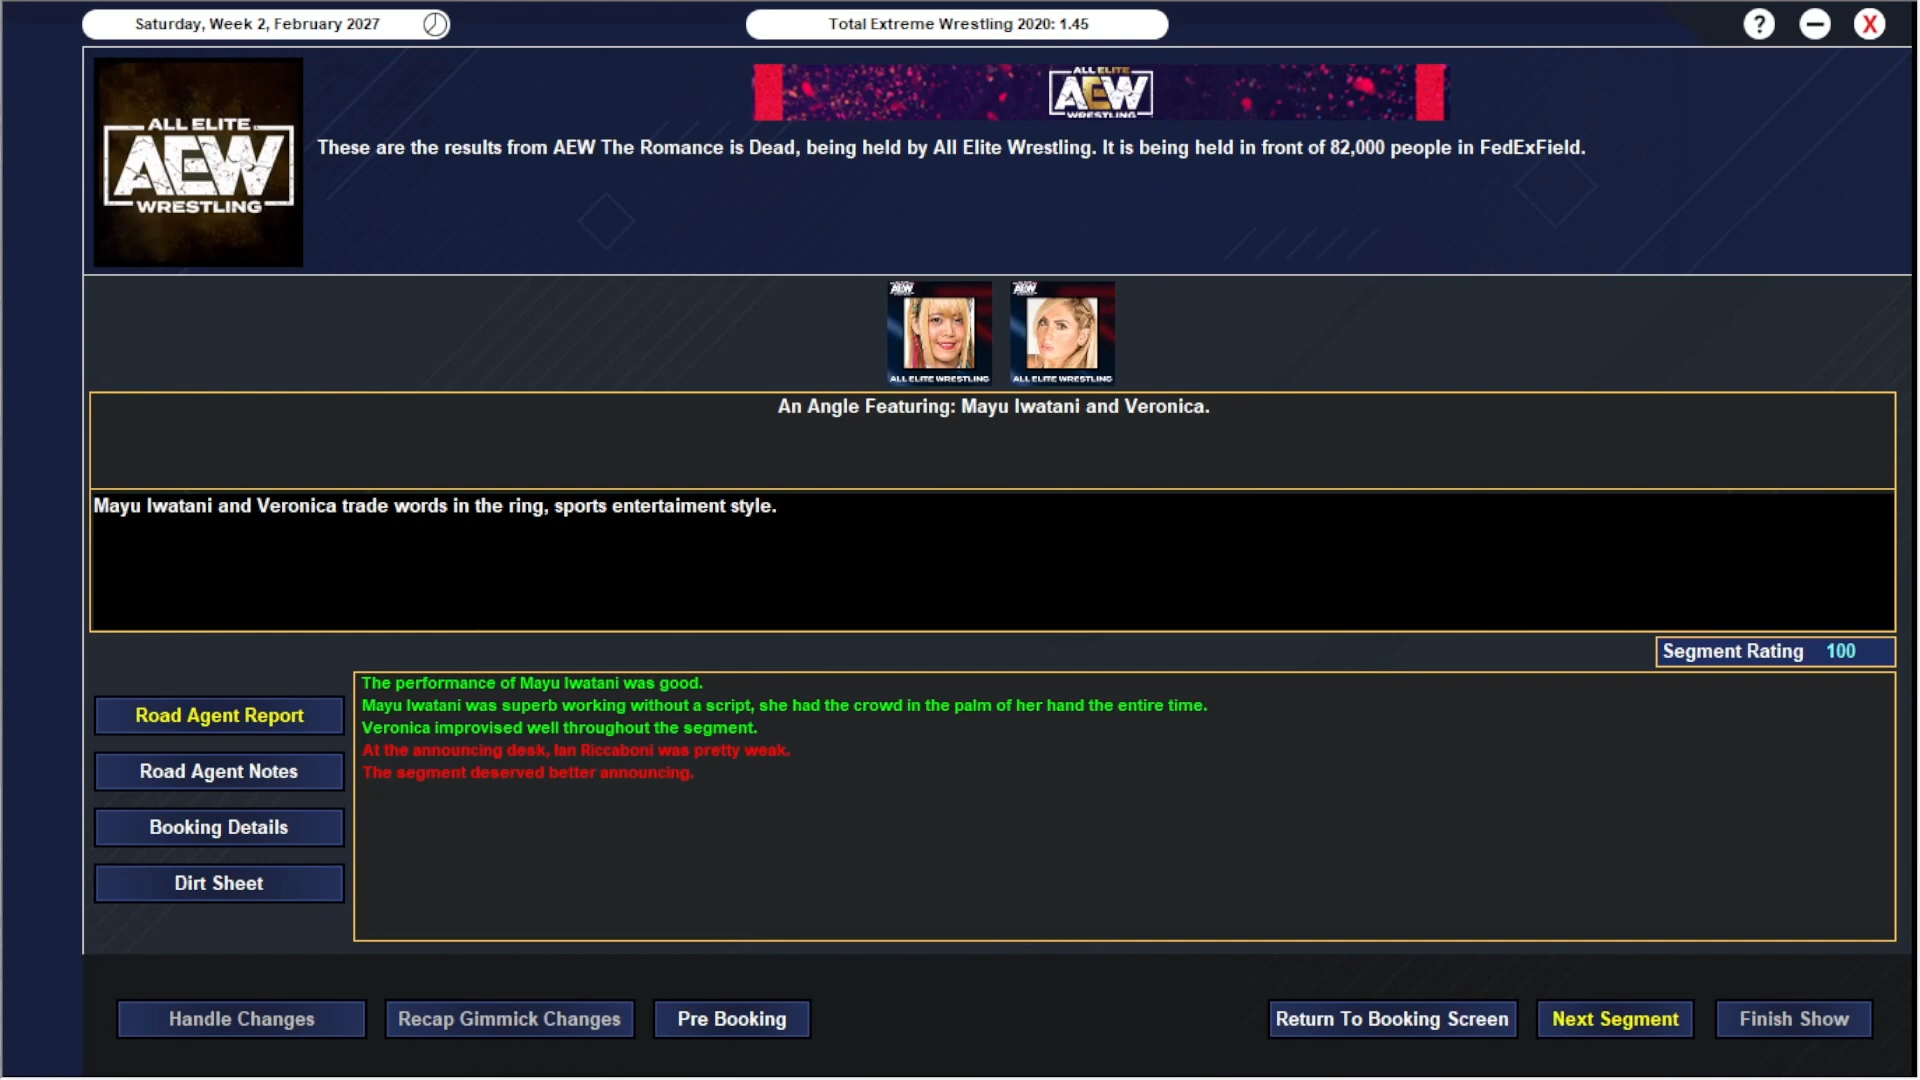 Saturday, Week 2, February 2027
Total Extreme Wrestling 2020: 1.45
?
X
ALL ELITE
AEW
WRESTLING
ALL ELITE
AEW
WRESTLING
These are the results from AEW The Romance is Dead, being held by All Elite Wrestling. It is being held in front of 82,000 people in FedExField.
AEW
AEW
ALL ELITE WRESTLING
ALL ELITE WRESTLING
An Angle Featuring: Mayu Iwatani and Veronica.
Mayu Iwatani and Veronica trade words in the ring, sports entertaiment style.
Segment Rating 100
The performance of Mayu Iwatani was good.
Mayu Iwatani was superb working without a script, she had the crowd in the palm of her hand the entire time.
Veronica improvised well throughout the segment.
At the announcing desk, Ian Riccaboni was pretty weak.
The segment deserved better announcing.
Road Agent Report
Road Agent Notes
Booking Details
Dirt Sheet
Handle Changes
Recap Gimmick Changes
Pre Booking
Return To Booking Screen
Next Segment
Finish Show